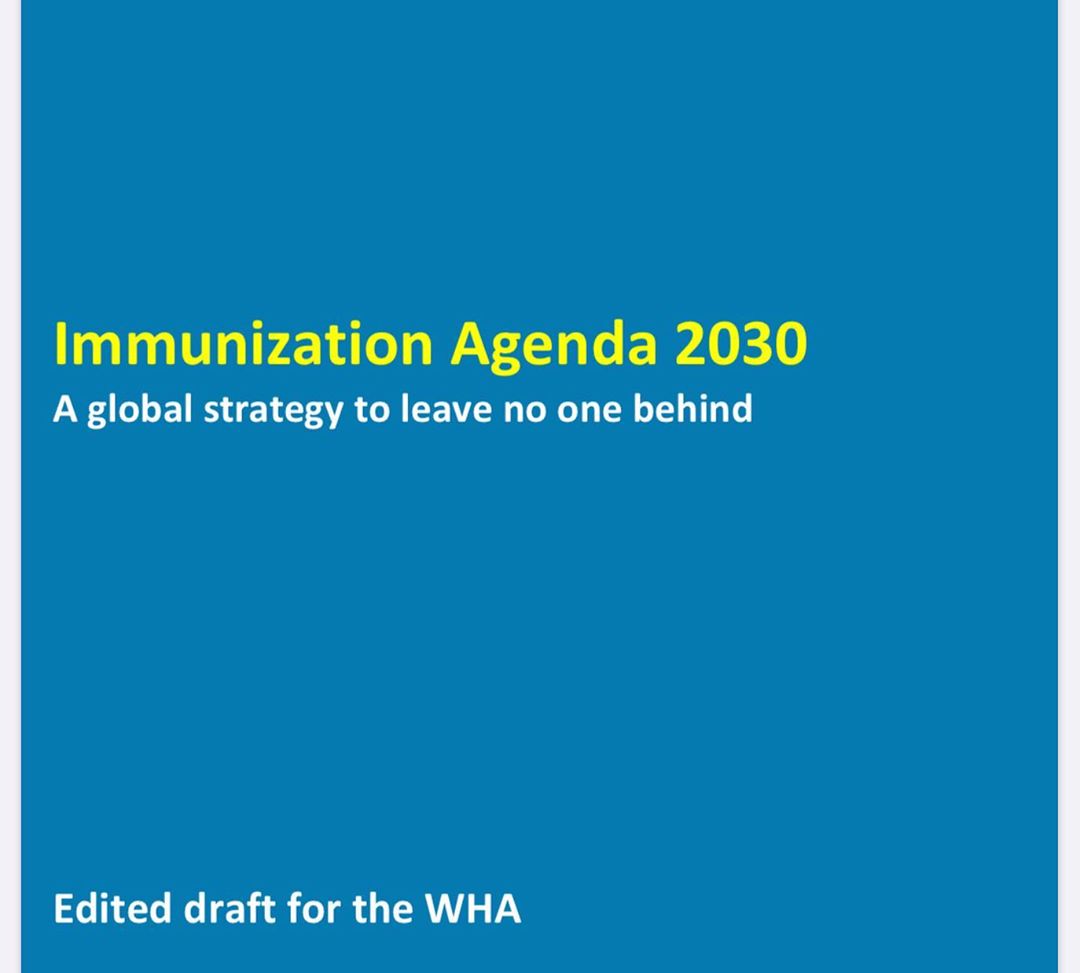 Immunization Agenda 2030
A global strategy to leave no one behind
Edited draft for the WHA